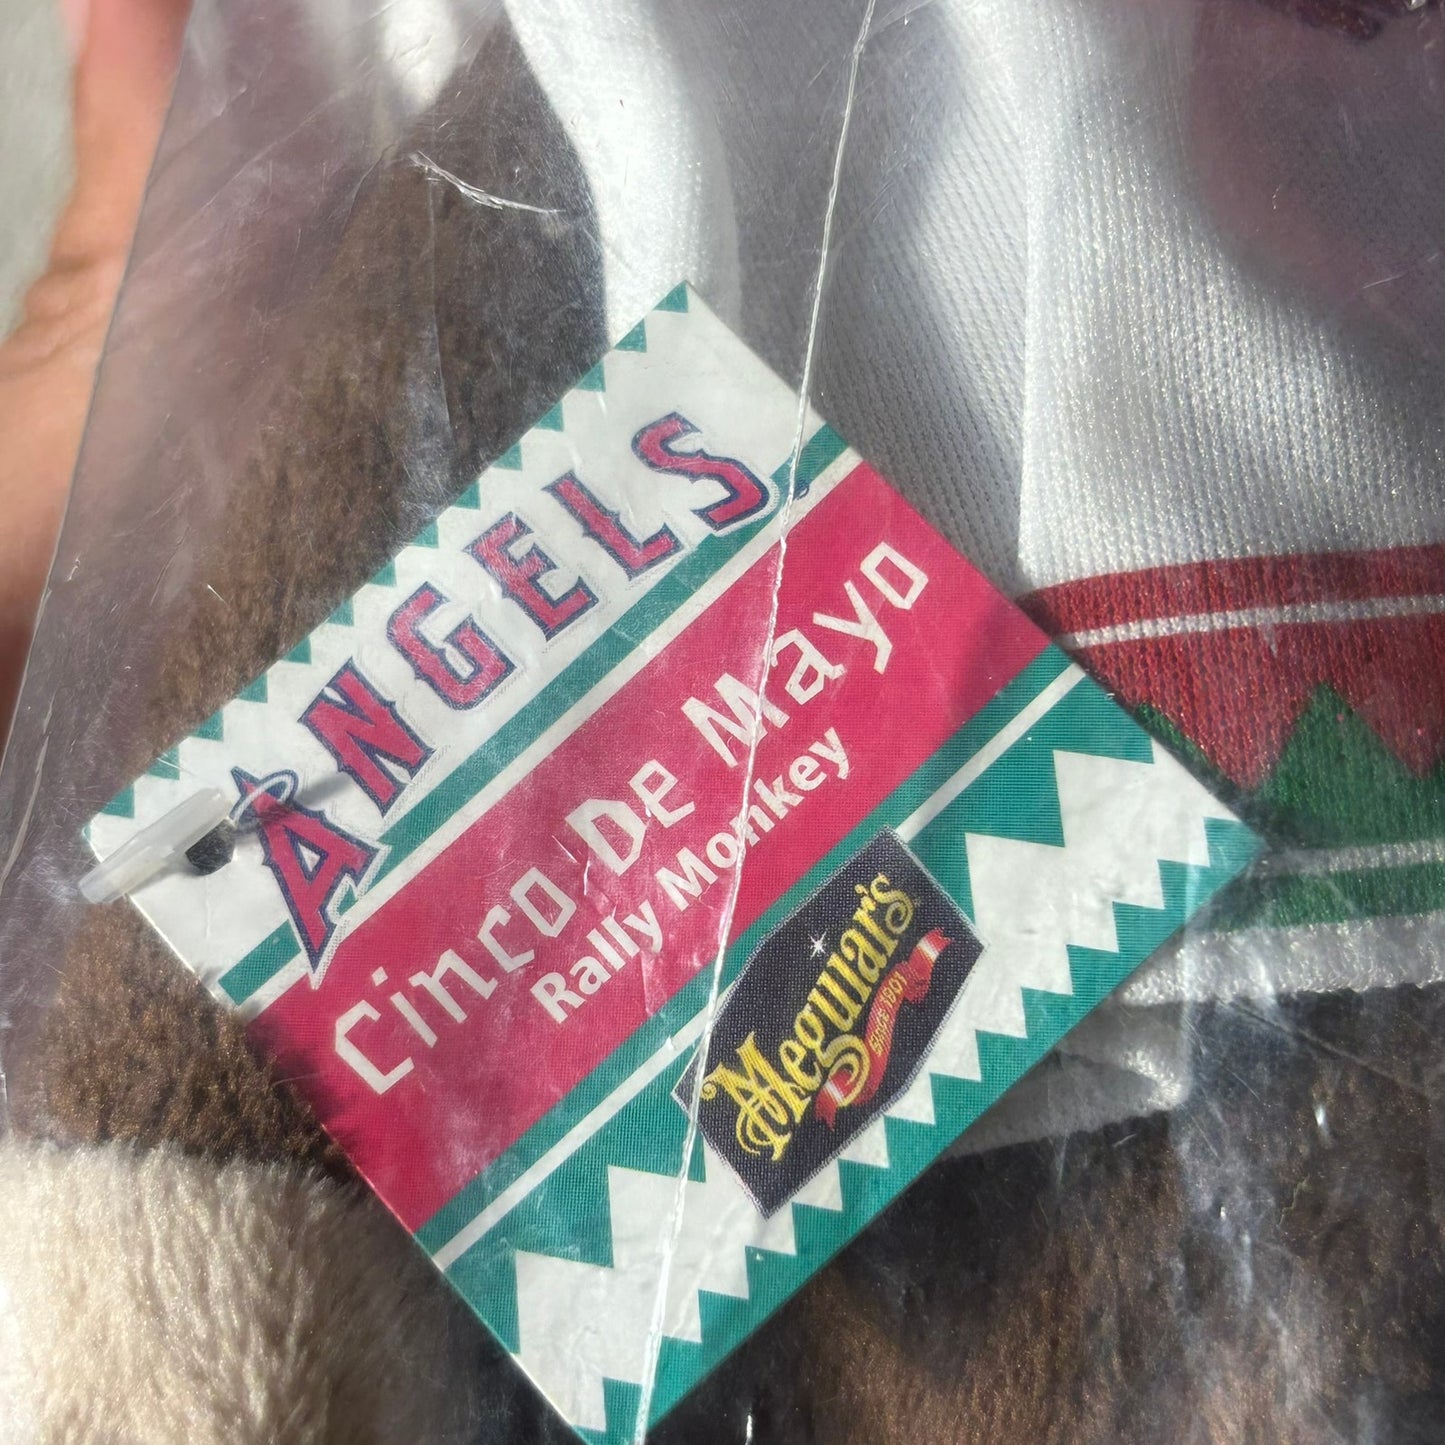 ANGELS
Cinco De Mayo
Rally Monkey
Meguiar's
SINCE 1901